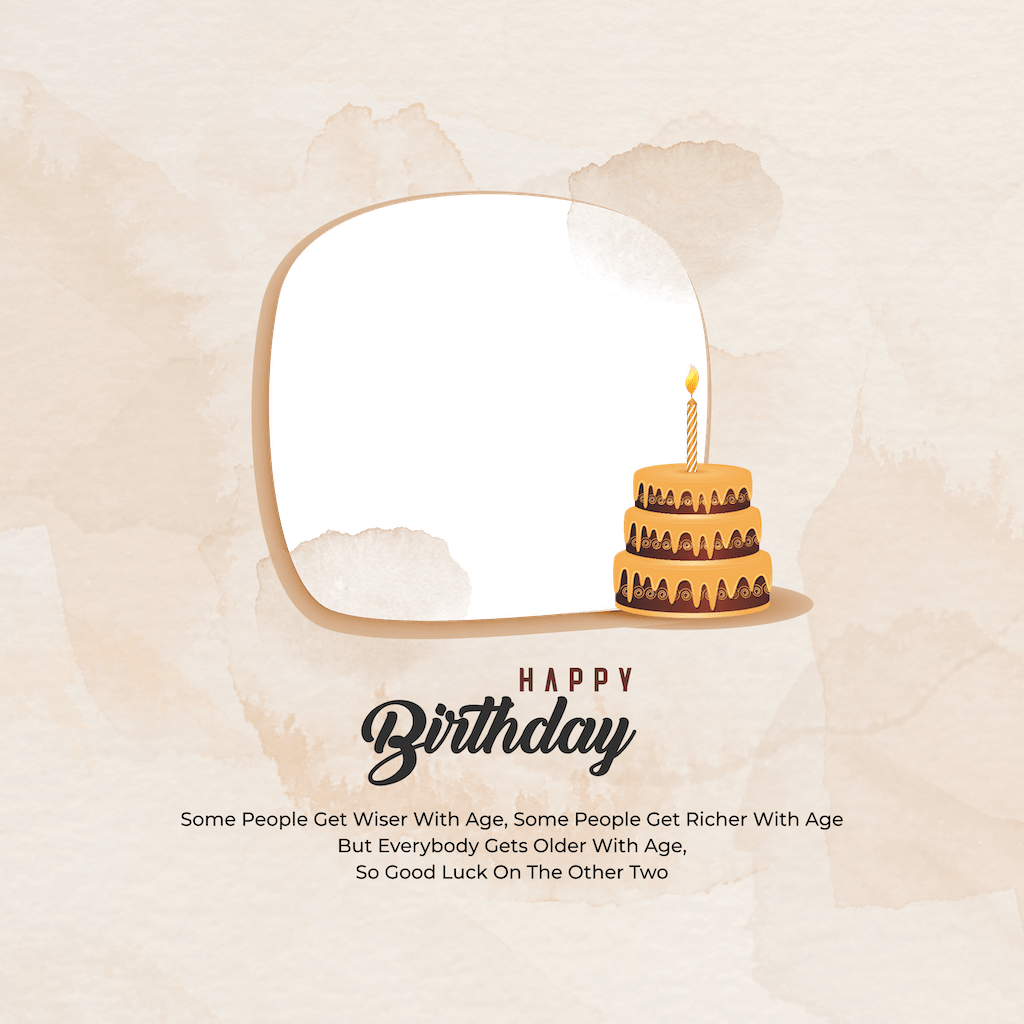 HAPPY
Birthday
Some People Get Wiser With Age, Some People Get Richer With Age
But Everybody Gets Older With Age,
So Good Luck On The Other Two